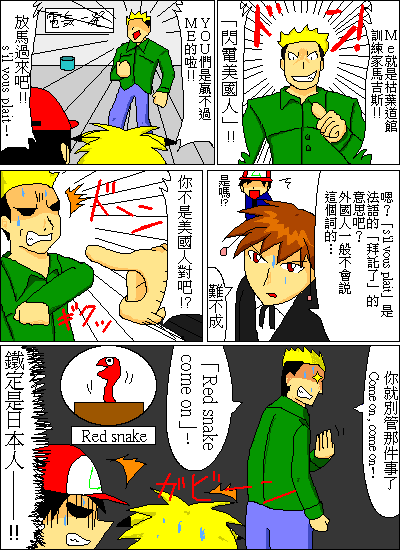 Me就是枯葉道館
訓練家馬吉斯!!
ドーン!
「閃電美國人」!!
YOU們是贏不過
ME的啦!!
放馬過來吧!!
s'il vous plait~~
嗯?「s'il vous plait」是
法語的「拜託了」的
意思吧?
外國人一般不會說
這個詞的…
是嗎!?
難不成
你不是美國人對吧!?
ドーン
ギクッ
你就別管那件事了
Come on, come on!
「Red snake
come on」!
Red snake
ガビーン
鐵定是日本人——!!